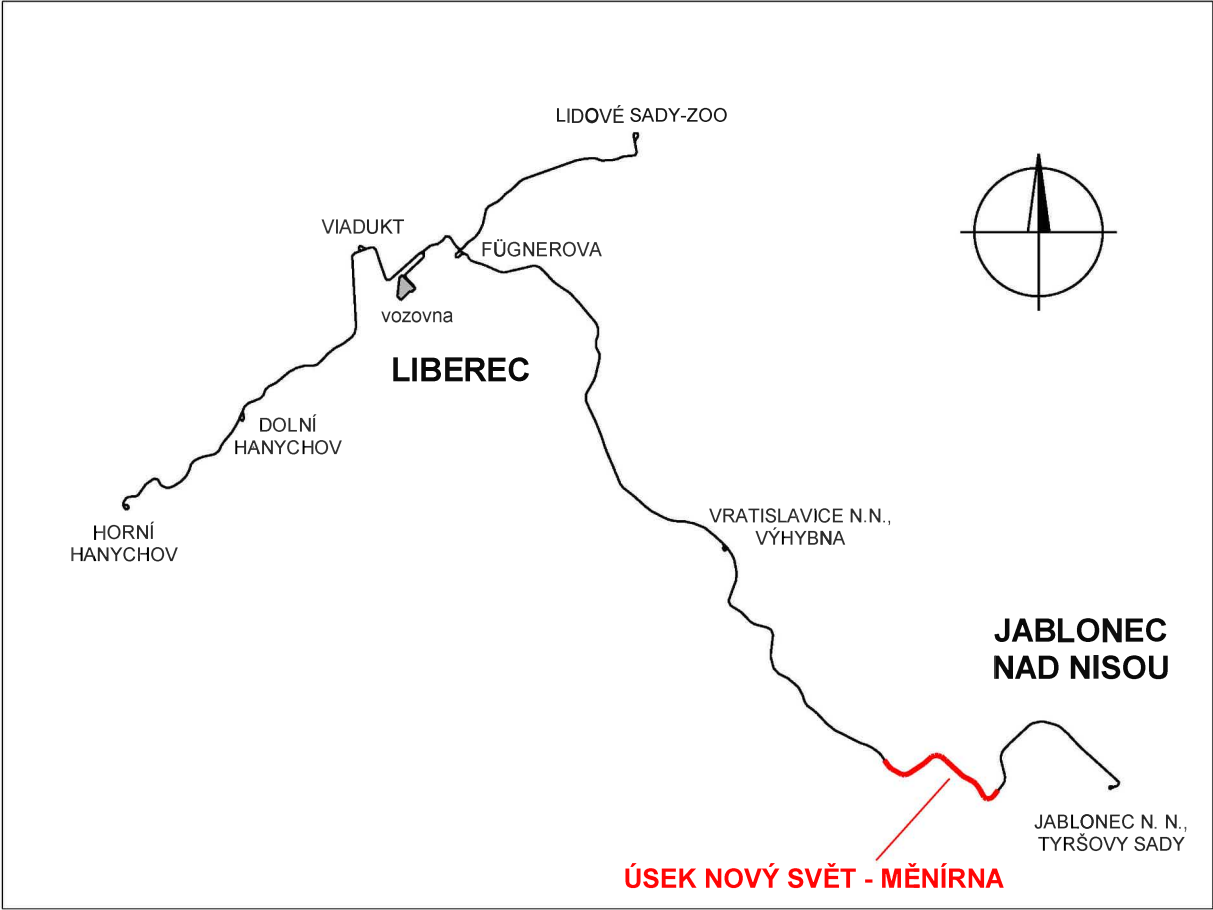 LIDOVÉ SADY-ZOO
VIADUKT
FÜGNEROVA
vozovna
LIBEREC
DOLNÍ
HANYCHOV
HORNÍ
HANYCHOV
VRATISLAVICE N.N.,
VÝHYBNA
JABLONEC
NAD NISOU
JABLONEC N. N.,
TYRŠOVY SADY
ÚSEK NOVÝ SVĚT - MĚNÍRNA